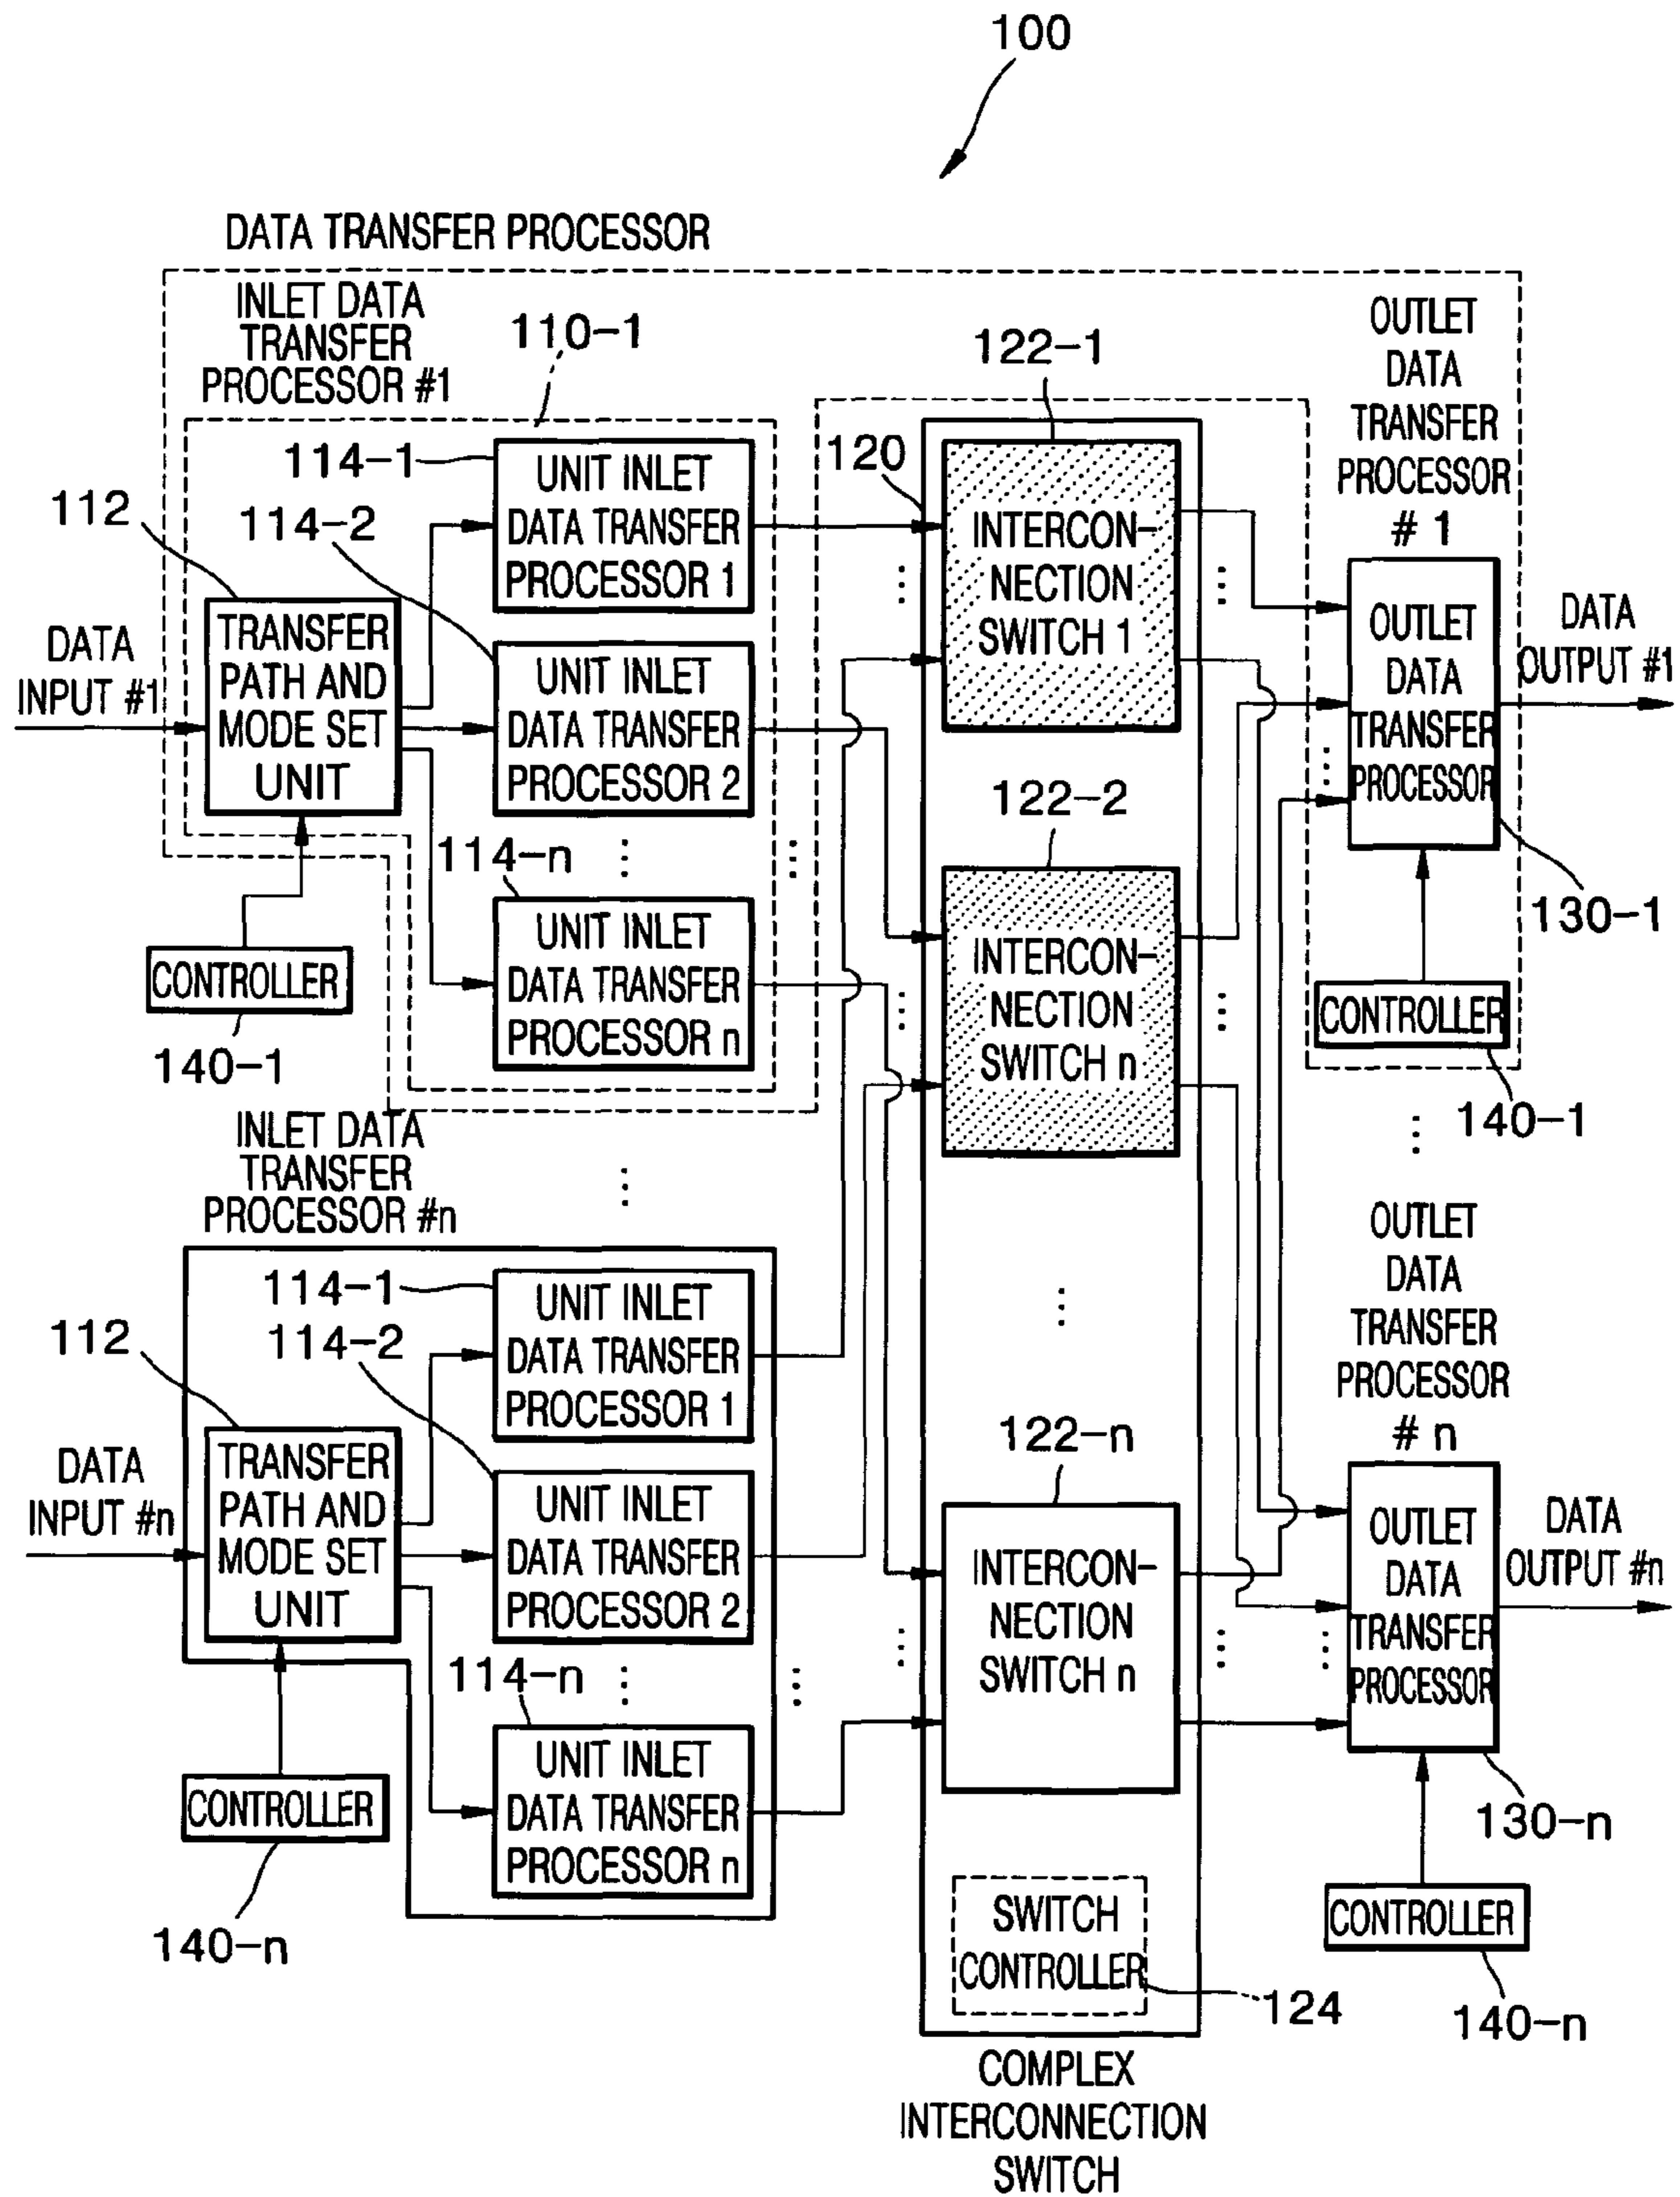 100
DATA TRANSFER PROCESSOR
INLET DATA
TRANSFER
PROCESSOR #1
110-1
122-1
OUTLET
DATA
TRANSFER
PROCESSOR
# 1
114-1
UNIT INLET
DATA TRANSFER
PROCESSOR 1
120
INTERCON-
NECTION
SWITCH 1
112
114-2
DATA
INPUT #1
TRANSFER
PATH AND
MODE SET
UNIT
UNIT INLET
DATA TRANSFER
PROCESSOR 2
OUTLET
DATA
TRANSFER
PROCESSOR
DATA
OUTPUT #1
122-2
114-n
UNIT INLET
DATA TRANSFER
PROCESSOR n
INTERCON-
NECTION
SWITCH n
130-1
CONTROLLER
140-1
CONTROLLER
140-1
INLET DATA
TRANSFER
PROCESSOR #n
OUTLET
DATA
TRANSFER
PROCESSOR
# n
114-1
UNIT INLET
DATA TRANSFER
PROCESSOR 1
112
114-2
122-n
DATA
INPUT #n
TRANSFER
PATH AND
MODE SET
UNIT
UNIT INLET
DATA TRANSFER
PROCESSOR 2
INTERCON-
NECTION
SWITCH n
OUTLET
DATA
TRANSFER
PROCESSOR
DATA
OUTPUT #n
114-n
UNIT INLET
DATA TRANSFER
PROCESSOR n
CONTROLLER
140-n
130-n
SWITCH
CONTROLLER
124
CONTROLLER
140-n
COMPLEX
INTERCONNECTION
SWITCH